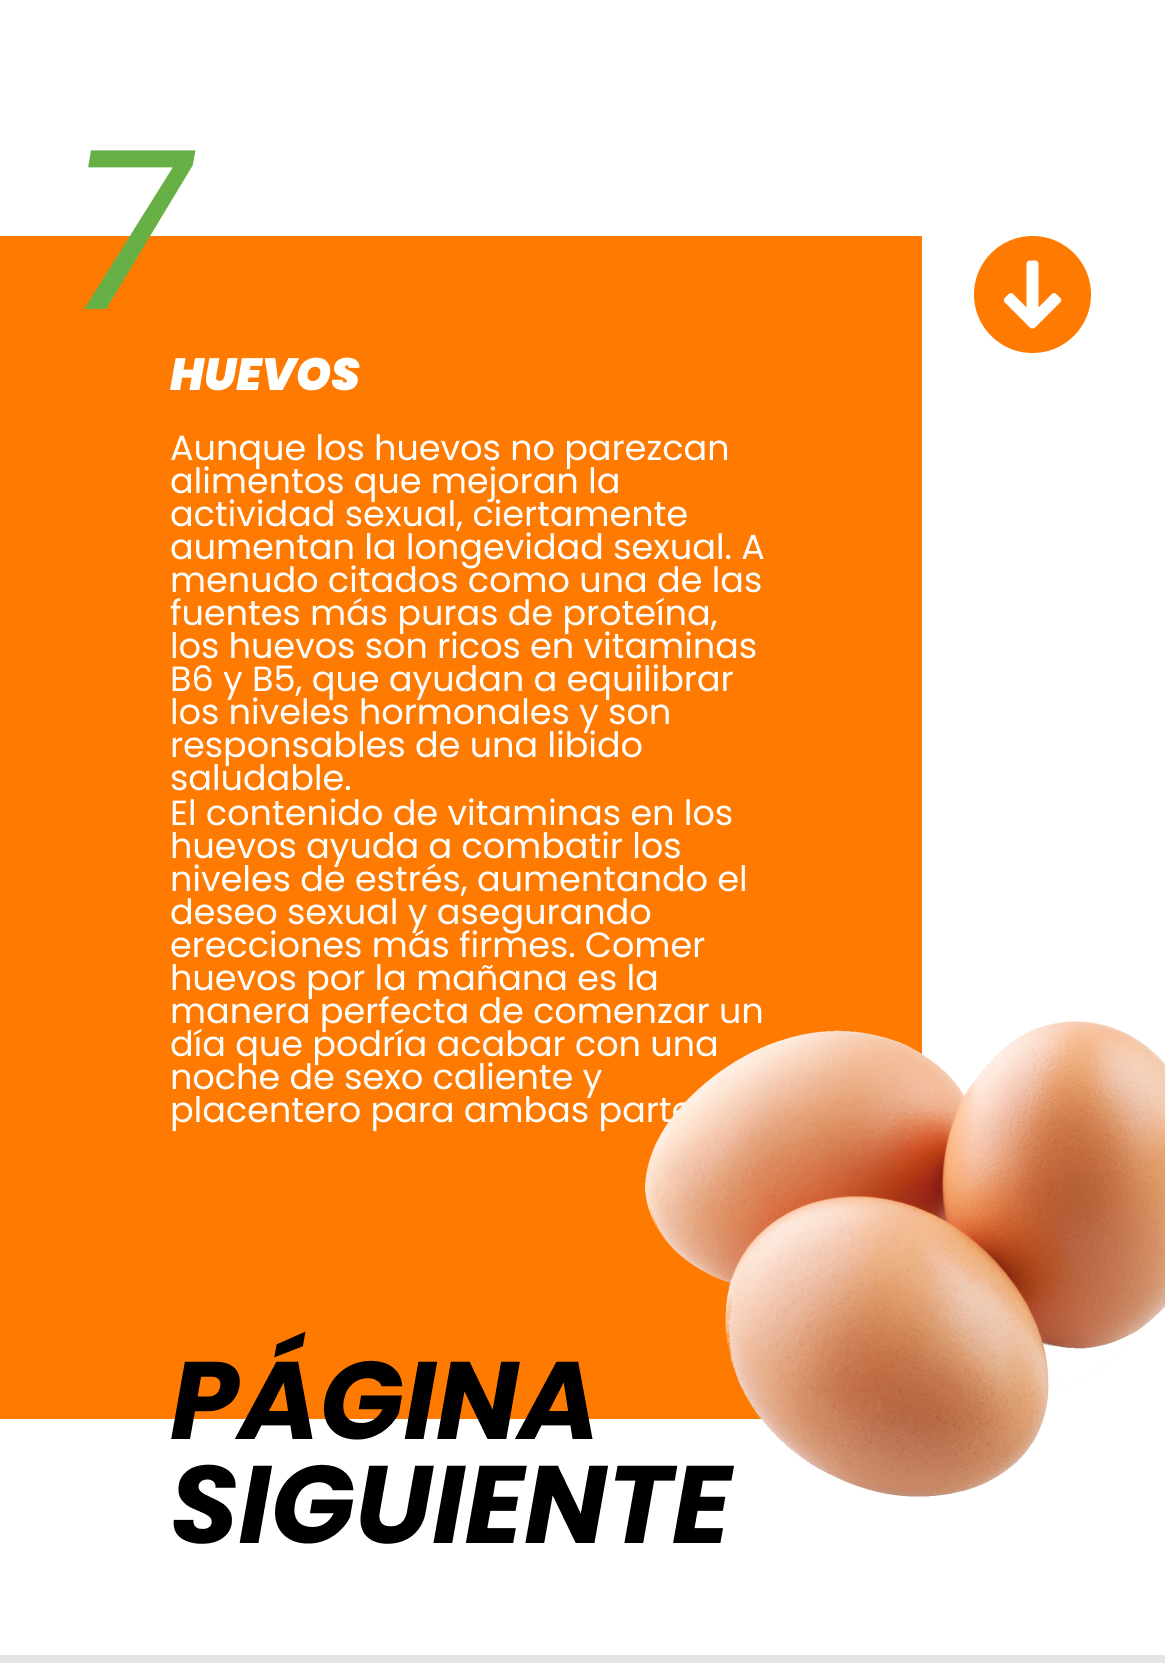 7
HUEVOS
Aunque los huevos no parezcan
alimentos que mejoran la
actividad sexual, ciertamente
aumentan la longevidad sexual. A
menudo citados como una de las
fuentes más puras de proteína,
los huevos son ricos en vitaminas
B6 y B5, que ayudan a equilibrar
los niveles hormonales y son
responsables de una libido
saludable.
El contenido de vitaminas en los
huevos ayuda a combatir los
niveles de estrés, aumentando el
deseo sexual y asegurando
erecciones más firmes. Comer
huevos por la mañana es la
manera perfecta de comenzar un
día que podría acabar con una
noche de sexo caliente y
placentero para ambas
PÁGINA
SIGUIENTE